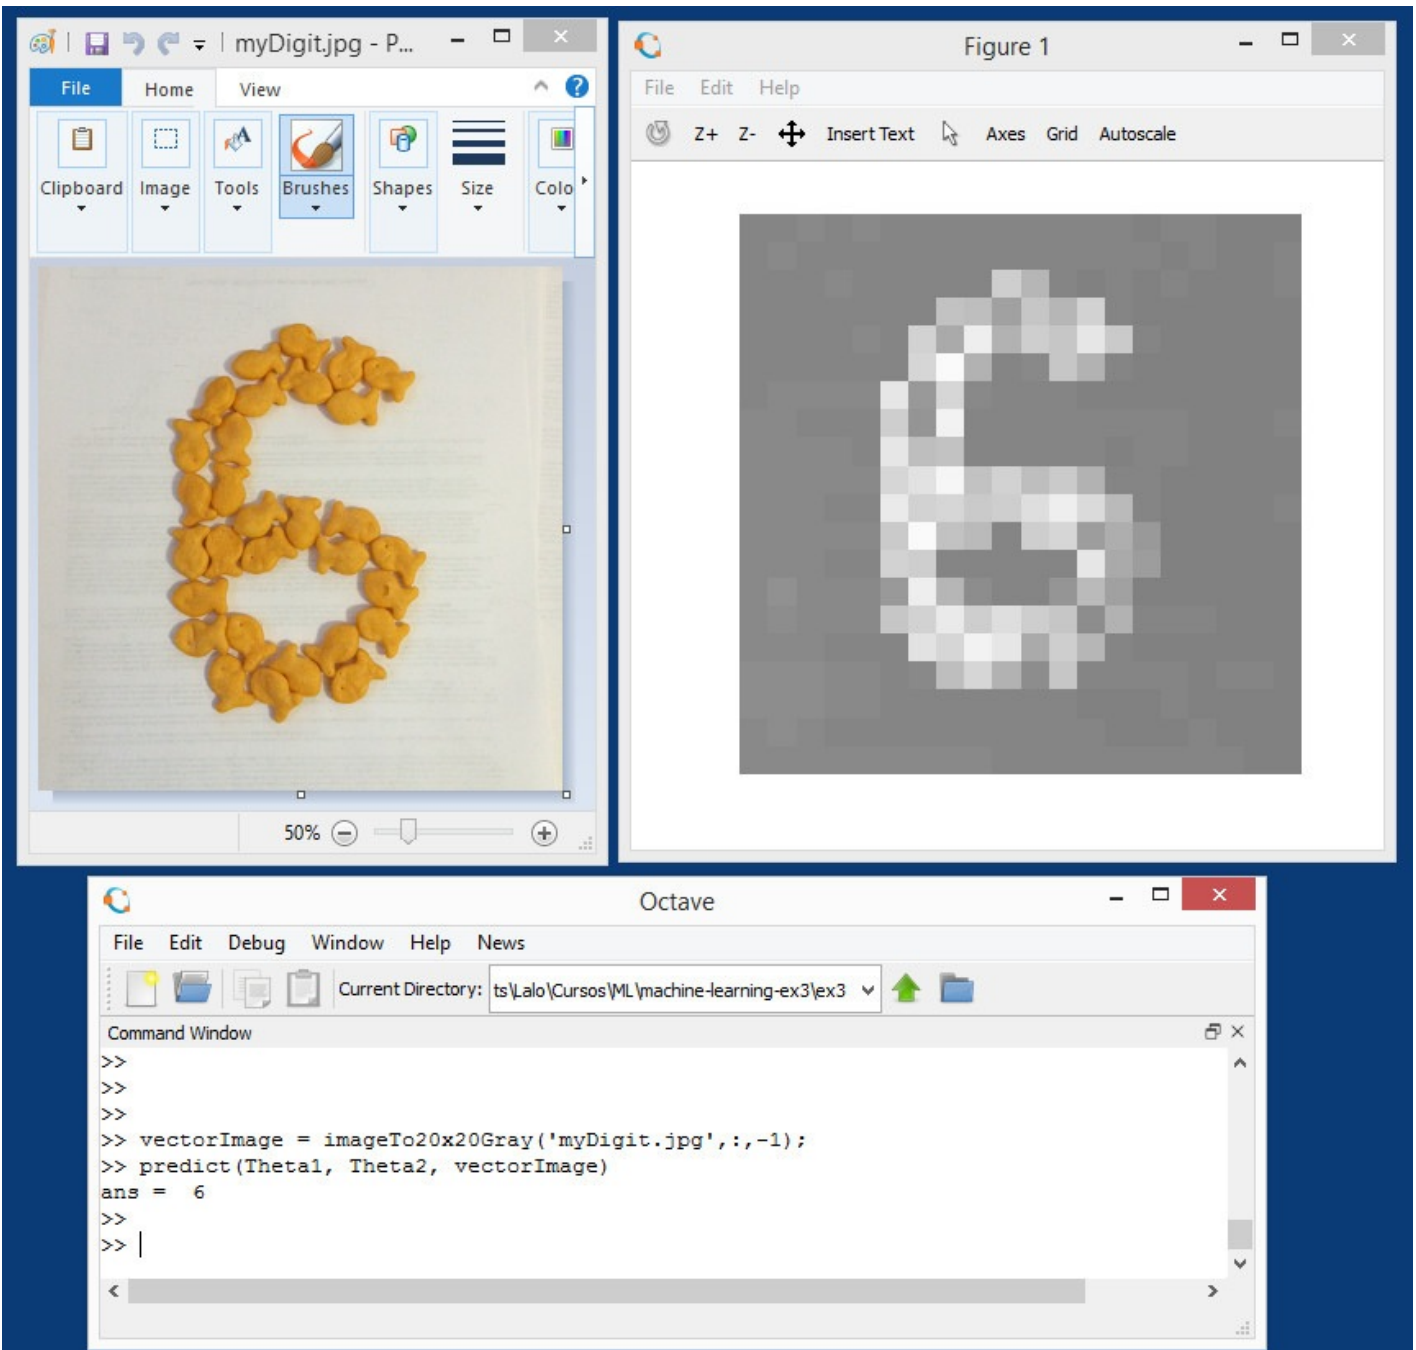 myDigit.jpg - P...
File Home View
Clipboard Image Tools Brushes Shapes Size Colo
50%
Figure 1
File Edit Help
Z+ Z- Insert Text Axes Grid Autoscale
Octave
File Edit Debug Window Help News
Current Directory: ts\Lalo\Cursos\ML\machine-learning-ex3\ex3
Command Window
>>
>>
>>
>> vectorImage = imageTo20x20Gray('myDigit.jpg',:,-1);
>> predict(Theta1, Theta2, vectorImage)
ans =  6
>>
>>